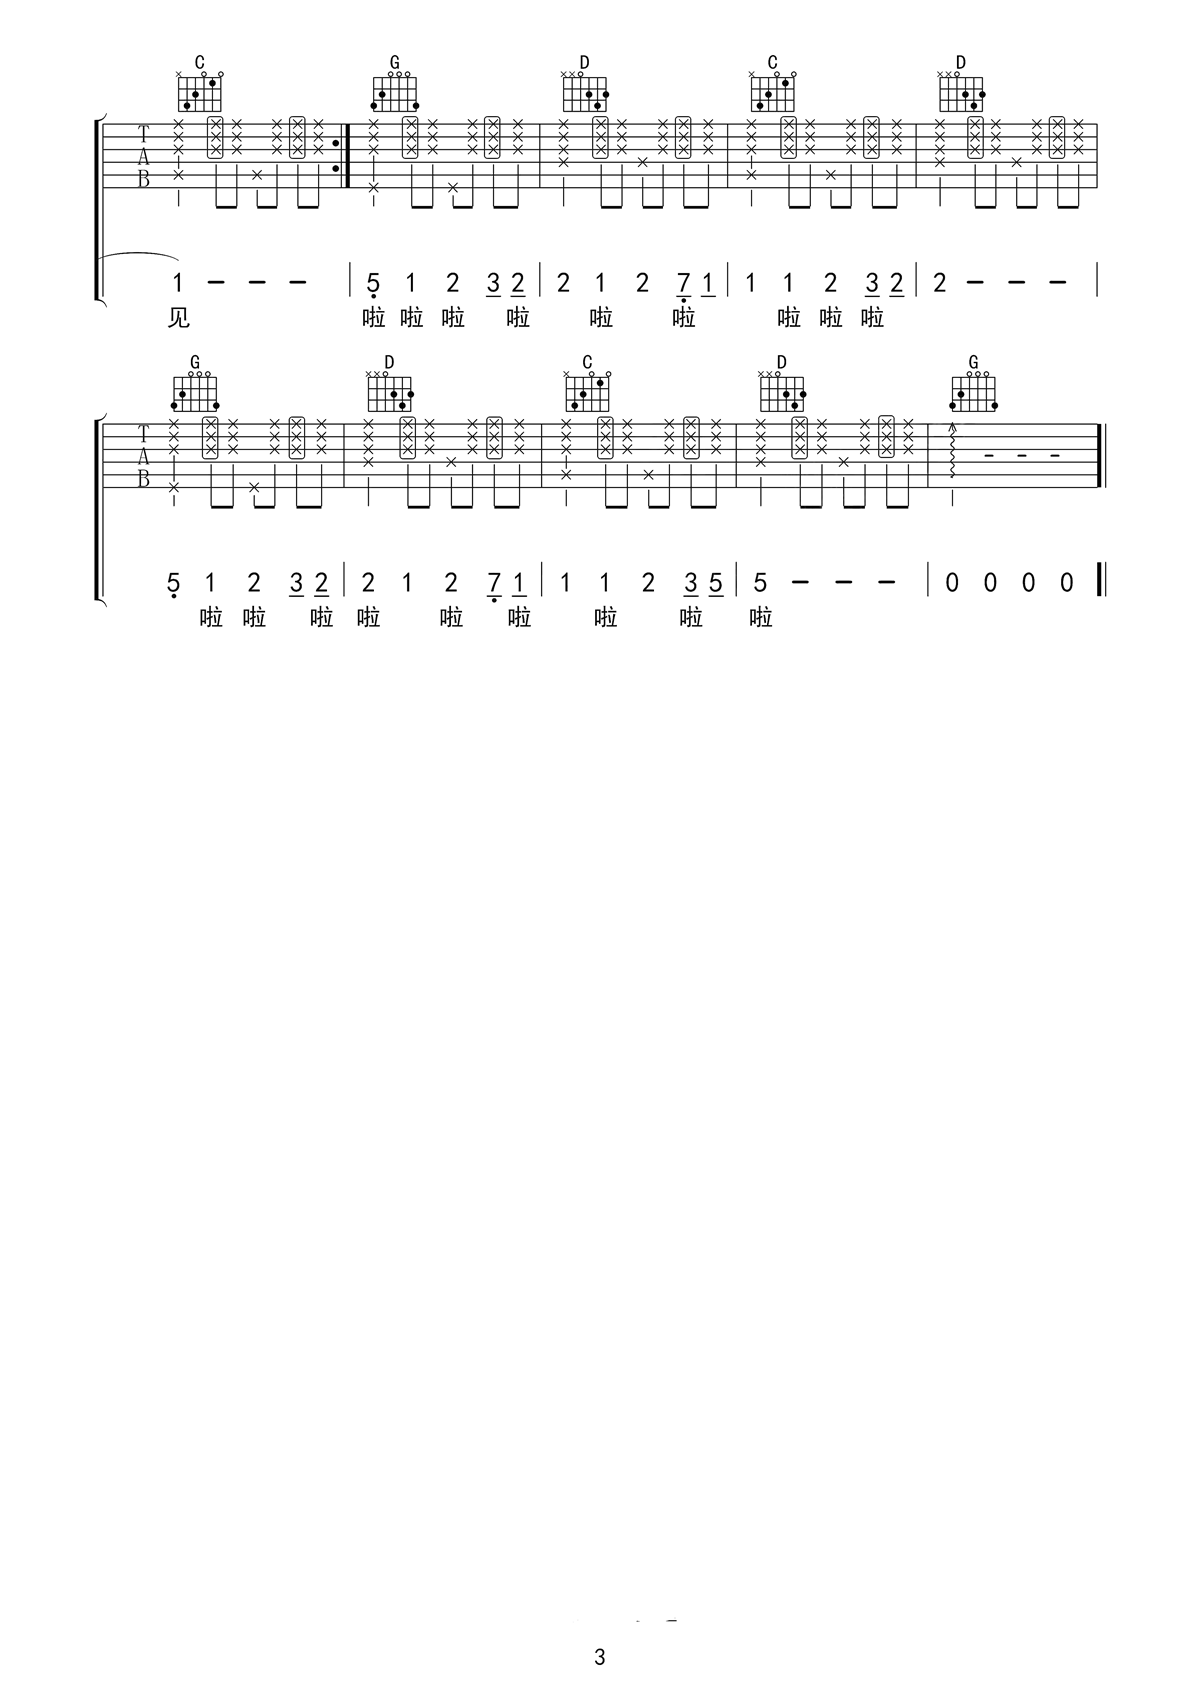 C G D C D
T
A
B
1 - - - 5 1 2 3 2 2 1 2 7 1 1 1 2 3 2 2 - - -
见 啦 啦 啦 啦 啦 啦 啦 啦 啦
G D C D G
T
A
B
5 1 2 3 2 2 1 2 7 1 1 1 2 3 5 5 - - - 0 0 0 0
啦 啦 啦 啦 啦 啦 啦 啦 啦
3